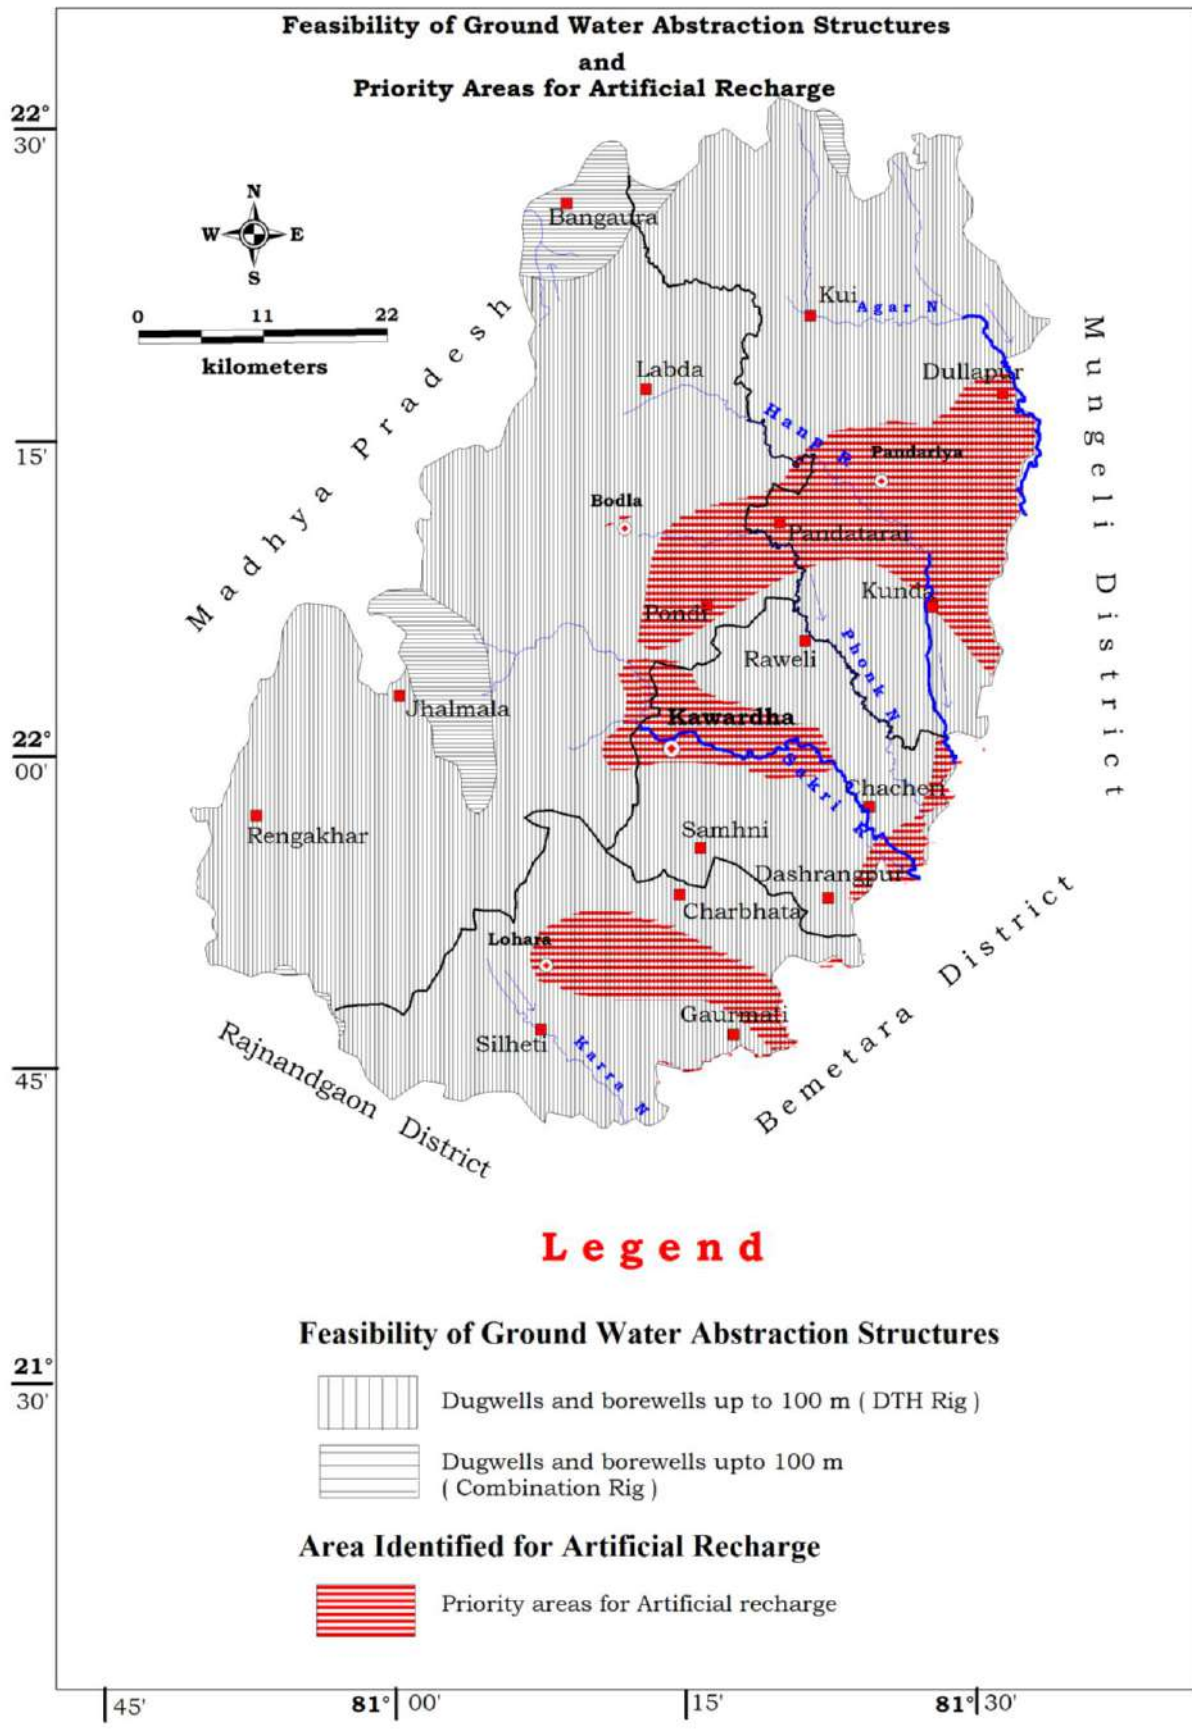 Feasibility of Ground Water Abstraction Structures
and
Priority Areas for Artificial Recharge
22°
30'
N
W E
S
0 11 22
kilometers
Bangaura
Kui
Agar N
Labda
Dullapur
Hanp R
15'
Pandariya
Bodla
Pandatarai
Madhya Pradesh
Mungeli District
Kunda
Pondi
Raweli
Phonk N
Jhalmala
Kawardha
22°
00'
Sakri R
Chacheri
Rengakhar
Samhni
Dashrangpur
Charbhata
Lohara
Gaurmati
Silheti
Karra N
Bemetara District
Rajnandgaon District
45'
Legend
Feasibility of Ground Water Abstraction Structures
21°
30'
Dugwells and borewells up to 100 m ( DTH Rig )
Dugwells and borewells upto 100 m
( Combination Rig )
Area Identified for Artificial Recharge
Priority areas for Artificial recharge
45' 81° 00' 15' 81° 30'